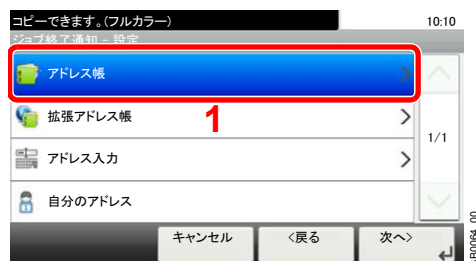 コピーできます。(フルカラー) 10:10
ジョブ終了通知 - 設定
アドレス帳
拡張アドレス帳
1
1/1
アドレス入力
自分のアドレス
キャンセル <戻る 次へ>